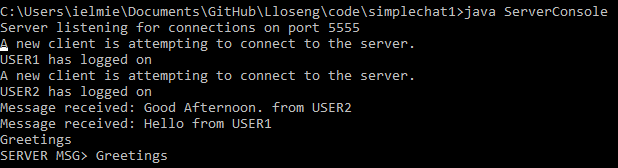 C:\Users\ielmie\Documents\GitHub\Lloseng\code\simplechat1>java ServerConsole
Server listening for connections on port 5555
A new client is attempting to connect to the server.
USER1 has logged on
A new client is attempting to connect to the server.
USER2 has logged on
Message received: Good Afternoon. from USER2
Message received: Hello from USER1
Greetings
SERVER MSG> Greetings